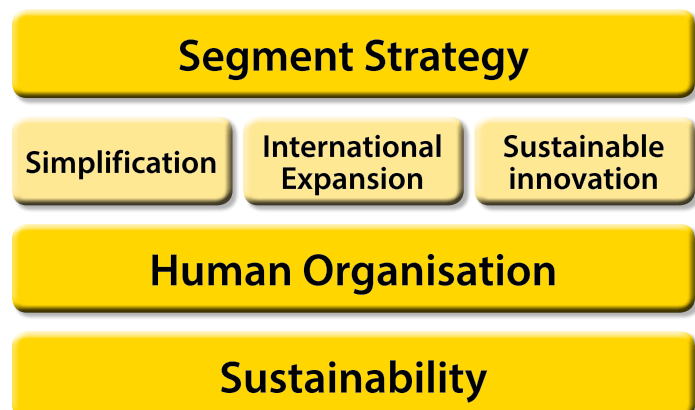 Segment Strategy
Simplification
International
Expansion
Sustainable
innovation
Human Organisation
Sustainability